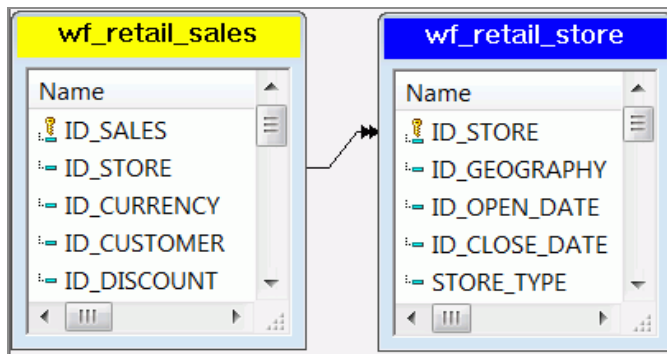 wf_retail_sales
Name
ID_SALES
ID_STORE
ID_CURRENCY
ID_CUSTOMER
ID_DISCOUNT
wf_retail_store
Name
ID_STORE
ID_GEOGRAPHY
ID_OPEN_DATE
ID_CLOSE_DATE
STORE_TYPE